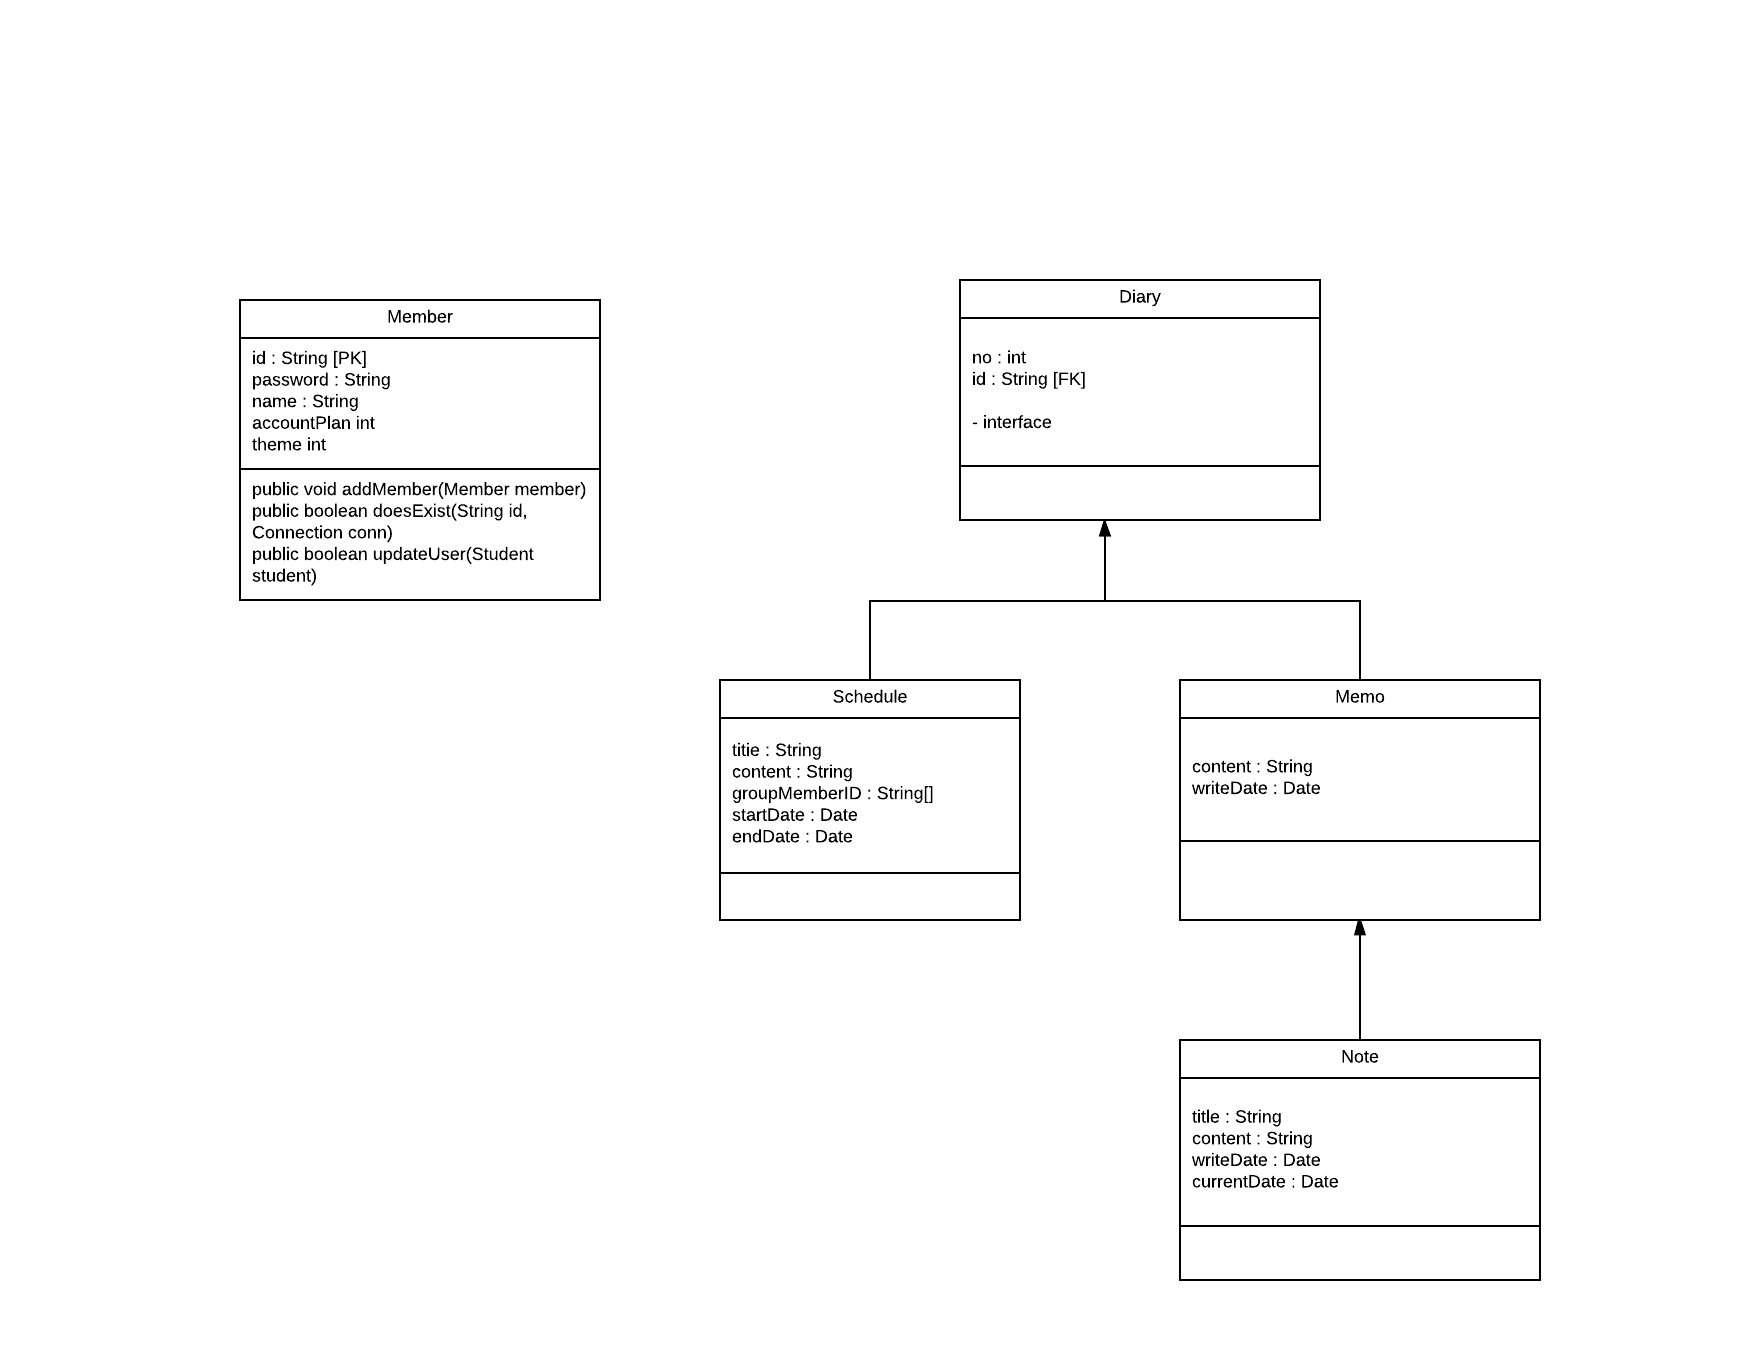 Member
id : String [PK]
password : String
name : String
accountPlan int
theme int
public void addMember(Member member)
public boolean doesExist(String id,
Connection conn)
public boolean updateUser(Student
student)
Diary
no : int
id : String [FK]
- interface
Schedule
titie : String
content : String
groupMemberID : String[]
startDate : Date
endDate : Date
Memo
content : String
writeDate : Date
Note
title : String
content : String
writeDate : Date
currentDate : Date